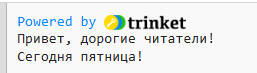 Powered by trinket
Привет, дорогие читатели!
Сегодня пятница!